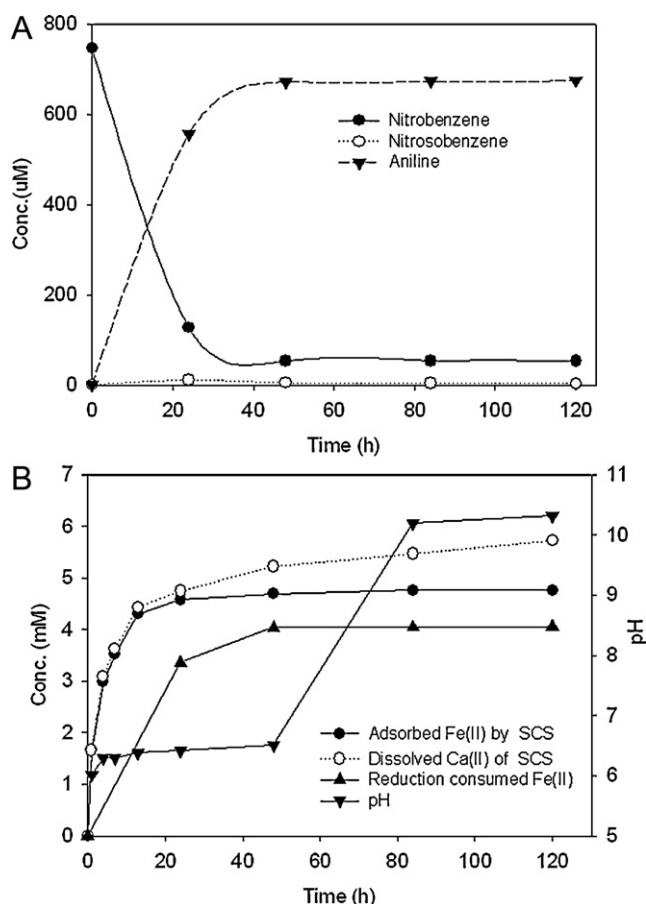 A
800
600
400
200
0
Conc.(uM)
Nitrobenzene
Nitrosobenzene
Aniline
0 20 40 60 80 100 120
Time (h)
B
7
6
5
4
3
2
1
0
Conc. (mM)
11
10
9
8
7
6
5
pH
Adsorbed Fe(II) by SCS
Dissolved Ca(II) of SCS
Reduction consumed Fe(II)
pH
0 20 40 60 80 100 120
Time (h)